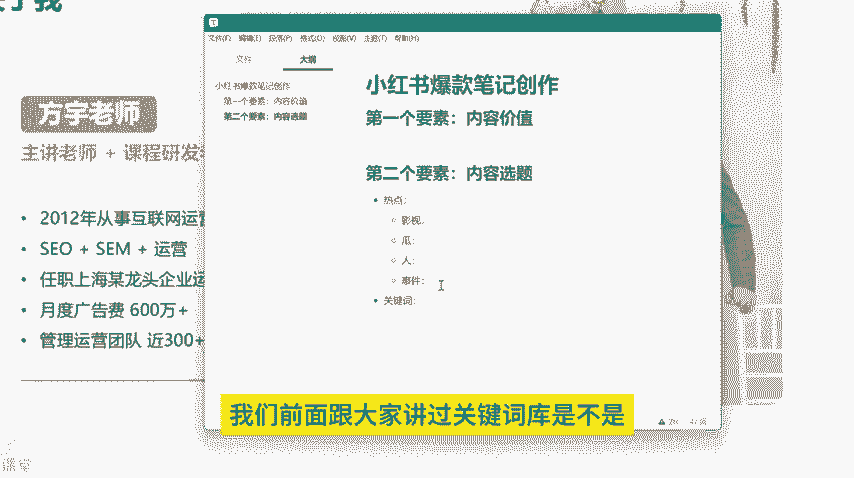 于我
方宇老师
主讲老师 + 课程研发
2012年从事互联网运营
SEO + SEM + 运营
任职上海某龙头企业运
月度广告费 600万+
管理运营团队 近300+
T
文件(F) 编辑(E) 段落(P) 格式(O) 视图(V) 主题(T) 帮助(H)
文件 大纲
小红书爆款笔记创作
第一个要素：内容价值
第二个要素：内容选题
小红书爆款笔记创作
第一个要素：内容价值
第二个要素：内容选题
热点：
影视：
瓜：
人：
事件：
关键词：
我们前面跟大家讲过关键词库是不是
课堂